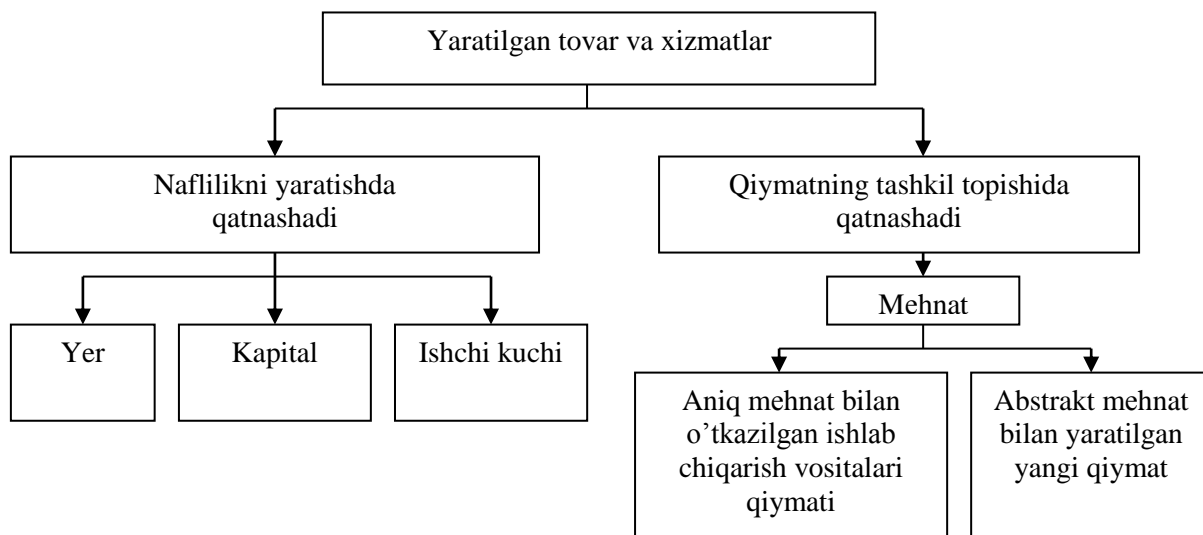 Yaratilgan tovar va xizmatlar
Naflilikni yaratishda
qatnashadi
Qiymatning tashkil topishida
qatnashadi
Mehnat
Yer
Kapital
Ishchi kuchi
Aniq mehnat bilan
o’tkazilgan ishlab
chiqarish vositalari
qiymati
Abstrakt mehnat
bilan yaratilgan
yangi qiymat